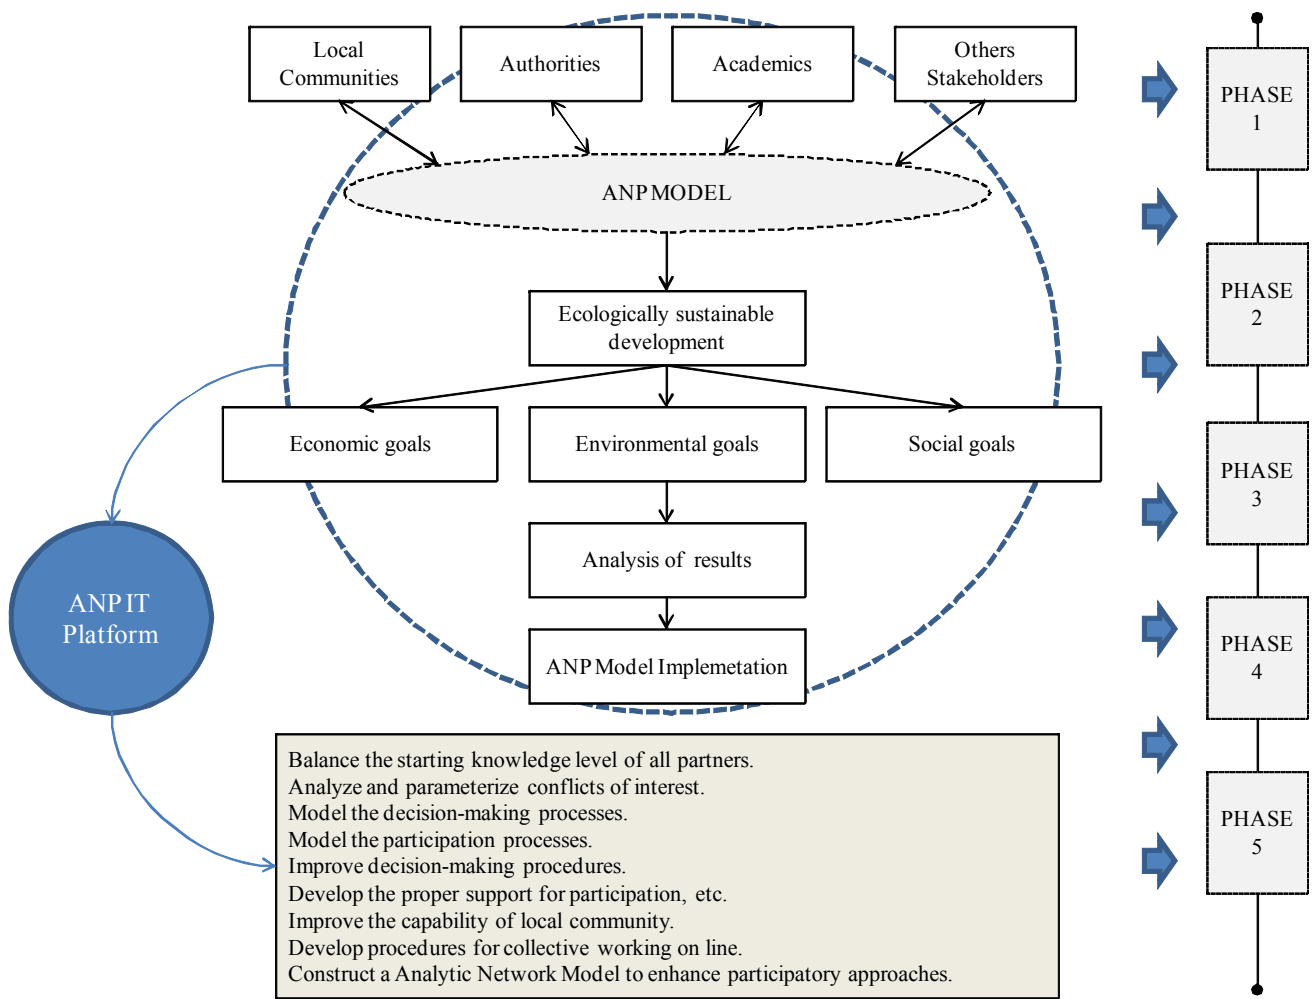 Local
Communities
Authorities
Academics
Others
Stakeholders
ANP MODEL
Ecologically sustainable
development
Economic goals
Environmental goals
Social goals
Analysis of results
ANP Model Implemetation
ANP IT
Platform
Balance the starting knowledge level of all partners.
Analyze and parameterize conflicts of interest.
Model the decision-making processes.
Model the participation processes.
Improve decision-making procedures.
Develop the proper support for participation, etc.
Improve the capability of local community.
Develop procedures for collective working on line.
Construct a Analytic Network Model to enhance participatory approaches.
PHASE
1
PHASE
2
PHASE
3
PHASE
4
PHASE
5